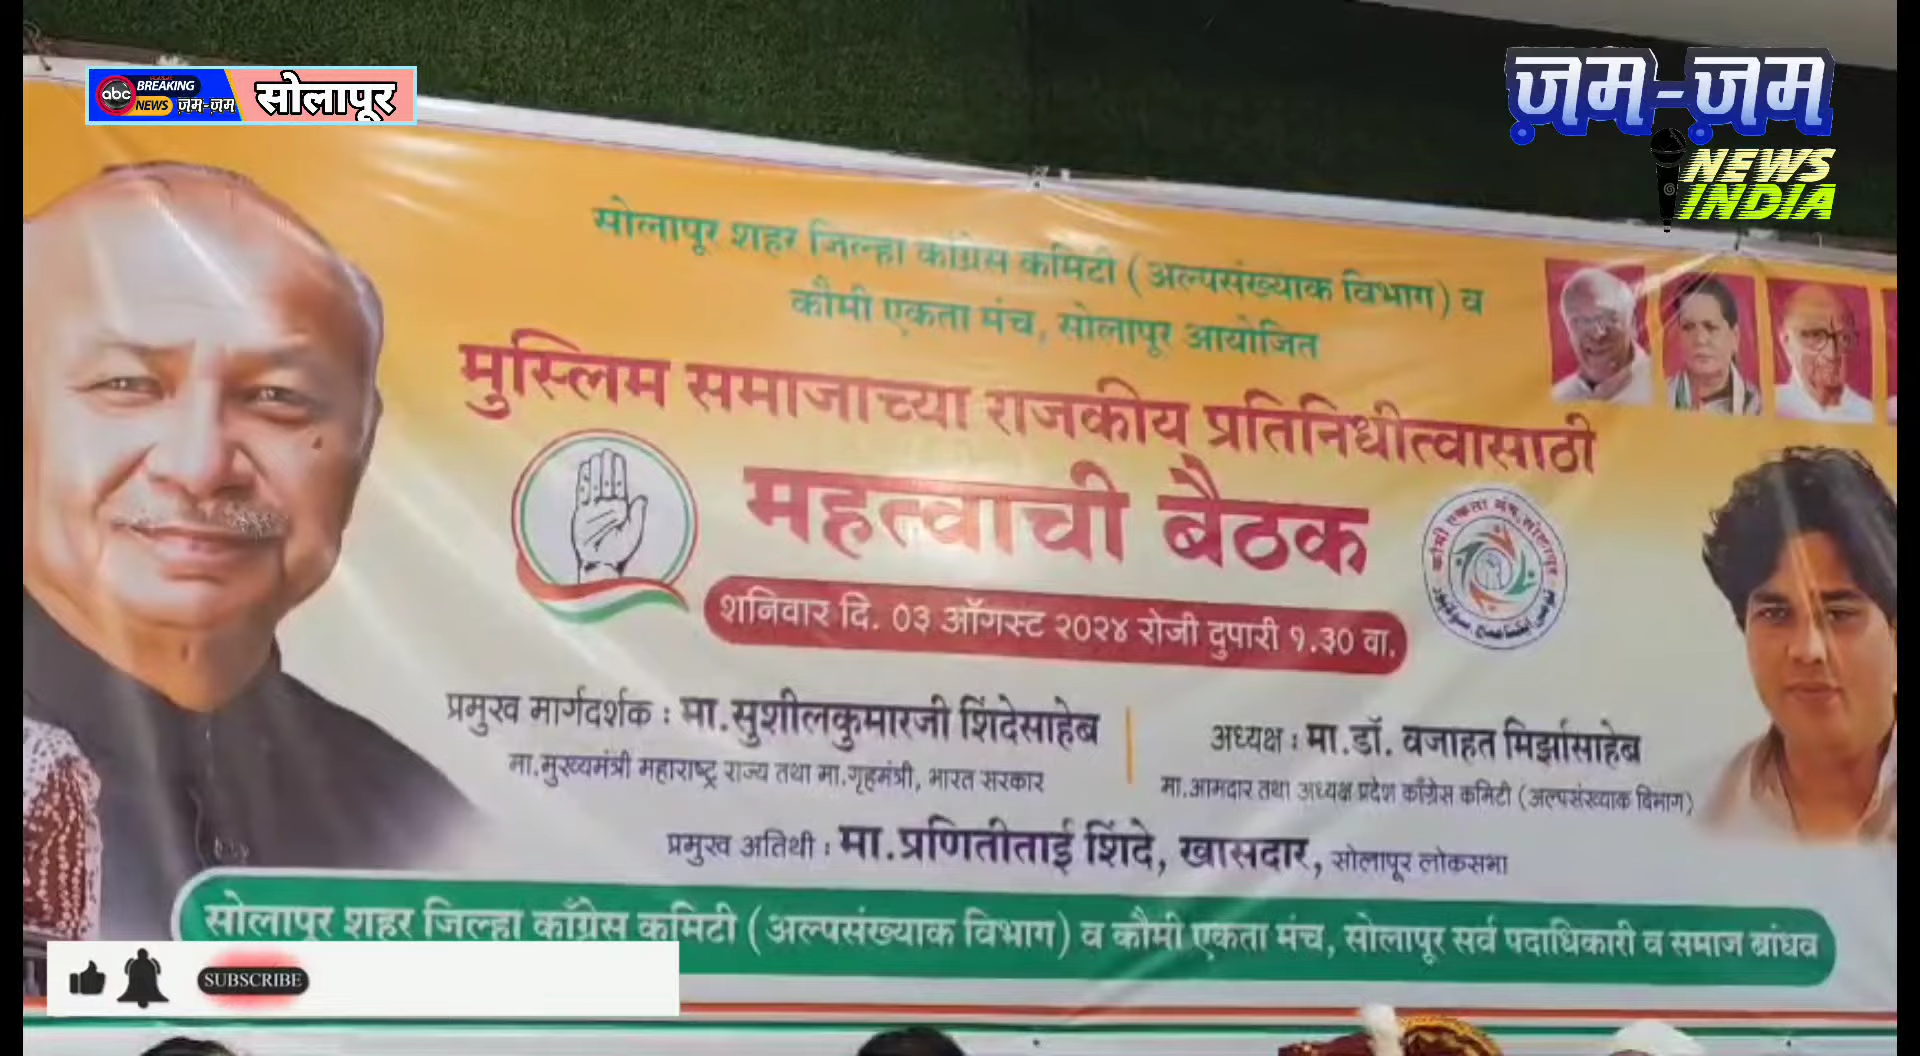 abc BREAKING NEWS ज़म-ज़म सोलापूर
ज़म-ज़म
NEWS
INDIA
सोलापूर शहर जिल्हा कांग्रेस कमिटी (अल्पसंख्याक विभाग) व
कौमी एकता मंच, सोलापूर आयोजित
मुस्लिम समाजाच्या राजकीय प्रतिनिधीत्वासाठी
महत्वाची बैठक
कौमी एकता मंच, सोलापूर
शनिवार दि. ०३ ऑगस्ट २०२४ रोजी दुपारी १.३० वा.
प्रमुख मार्गदर्शक : मा.सुशीलकुमारजी शिंदेसाहेब
मा.मुख्यमंत्री महाराष्ट्र राज्य तथा मा.गृहमंत्री, भारत सरकार
अध्यक्ष : मा.डॉ. वजाहत मिर्झासाहेब
मा.आमदार तथा अध्यक्ष प्रदेश काँग्रेस कमिटी (अल्पसंख्याक विभाग)
प्रमुख अतिथी : मा.प्रणितीताई शिंदे, खासदार, सोलापूर लोकसभा
सोलापूर शहर जिल्हा काँग्रेस कमिटी (अल्पसंख्याक विभाग) व कौमी एकता मंच, सोलापूर सर्व पदाधिकारी व समाज बांधव
SUBSCRIBE